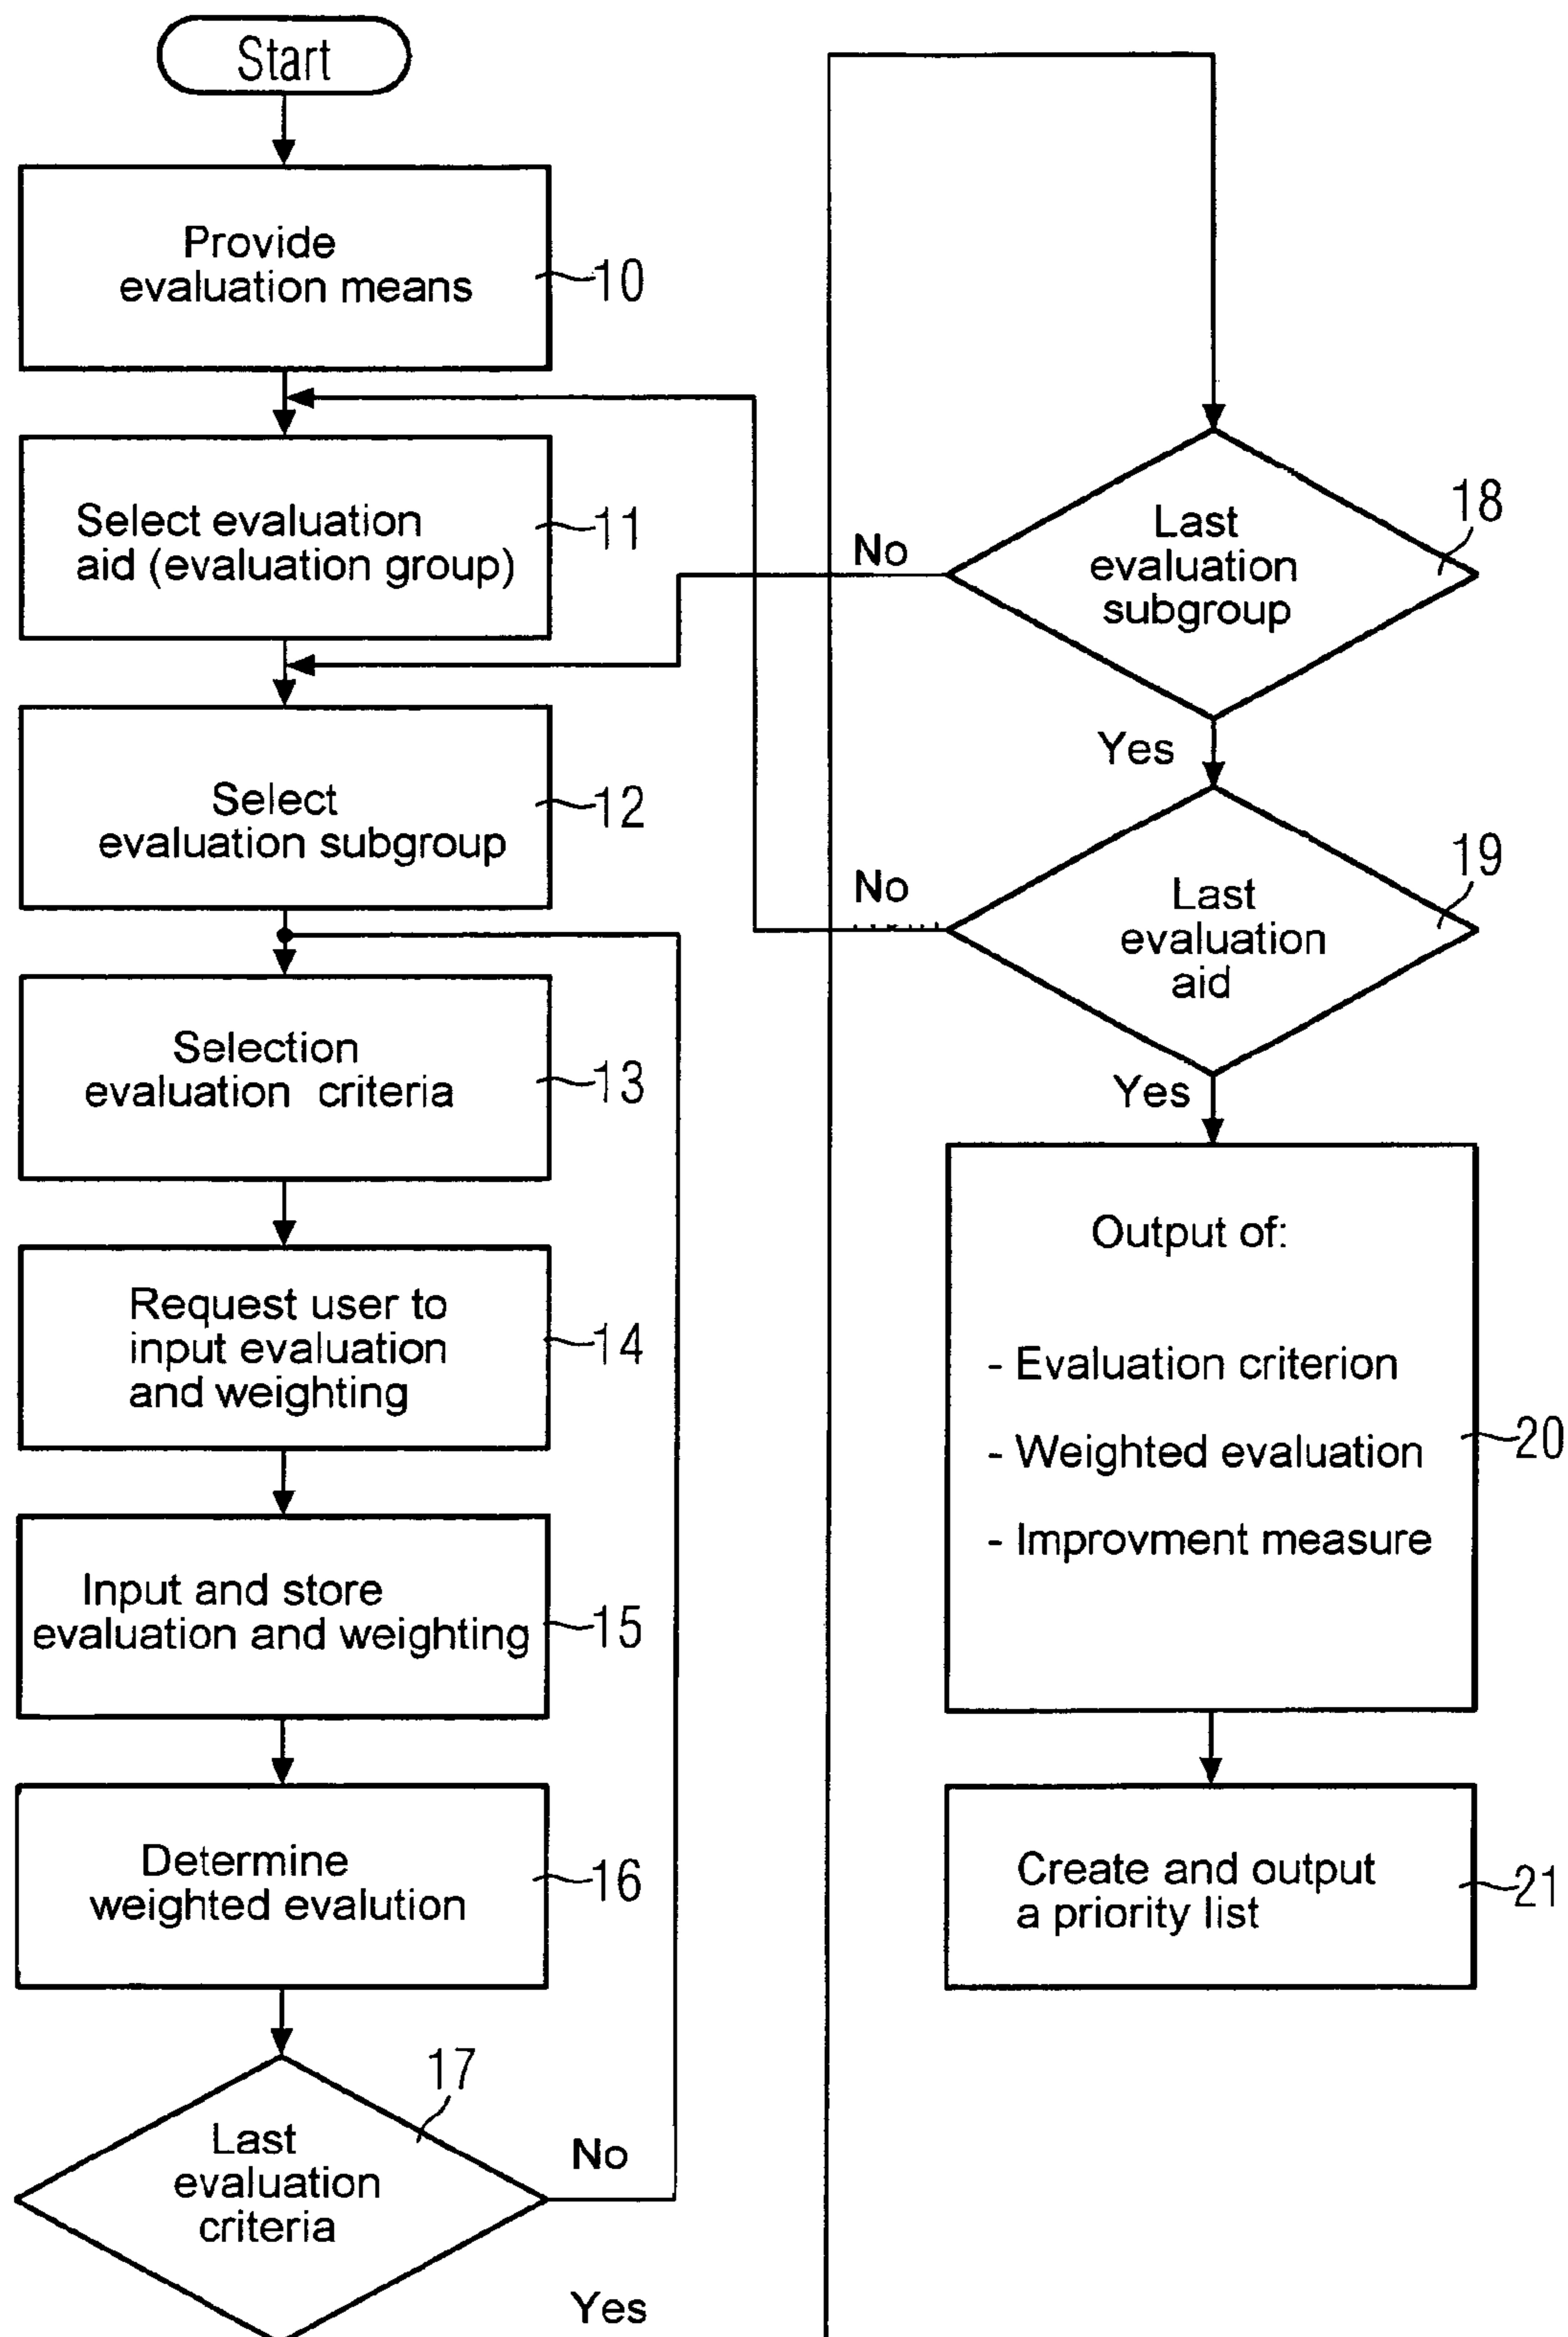 Start
Provide
evaluation means
10
Select evaluation
aid (evaluation group)
11
Select
evaluation subgroup
12
Selection
evaluation criteria
13
Request user to
input evaluation
and weighting
14
Input and store
evaluation and weighting
15
Determine
weighted evalution
16
Last
evaluation
criteria
17
No
Yes
Last
evaluation
subgroup
18
No
Yes
Last
evaluation
aid
19
No
Yes
Output of:
- Evaluation criterion
- Weighted evaluation
- Improvment measure
20
Create and output
a priority list
21